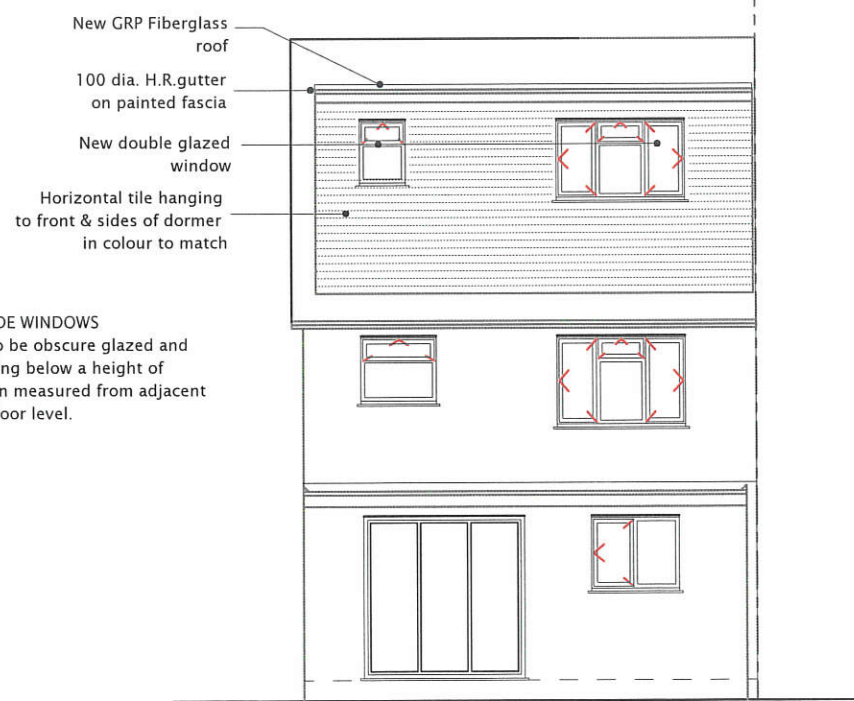 New GRP Fiberglass
roof
100 dia. H.R.gutter
on painted fascia
New double glazed
window
Horizontal tile hanging
to front & sides of dormer
in colour to match
DE WINDOWS
be obscure glazed and
ng below a height of
measured from adjacent
oor level.